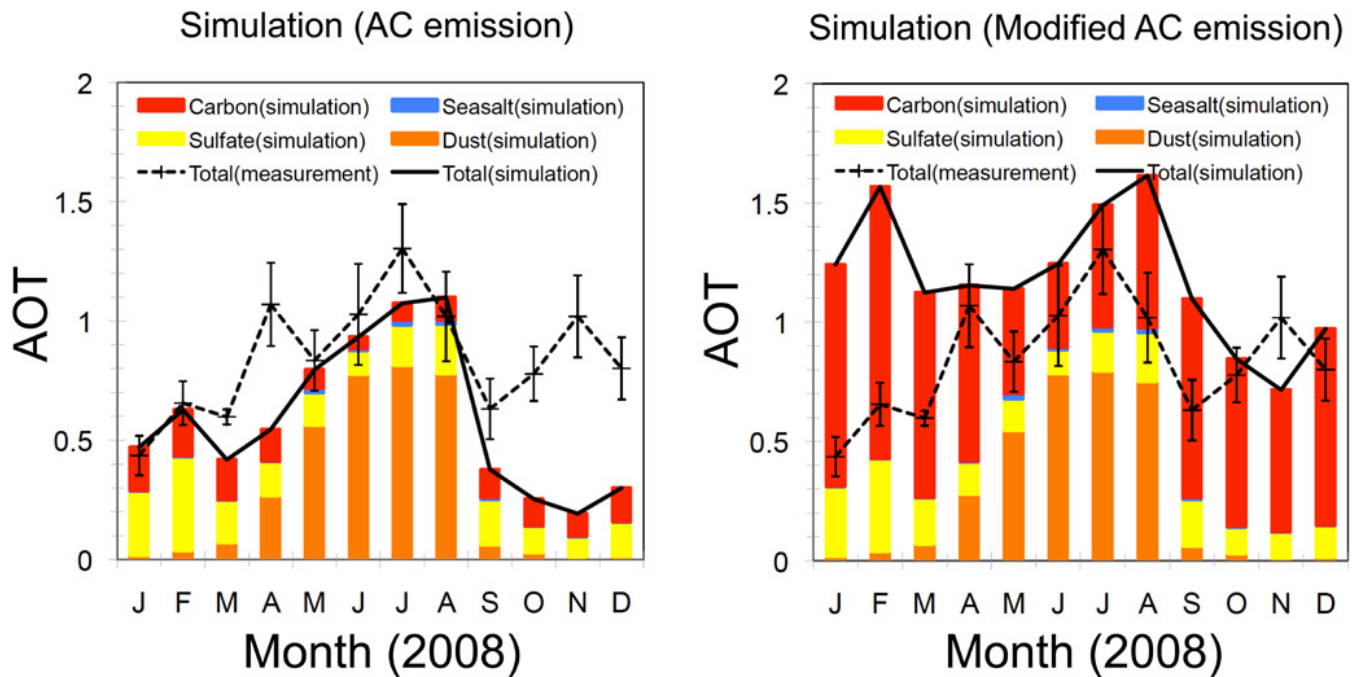 Simulation (AC emission)
2
1.5
1
0.5
0
AOT
Carbon(simulation) Seasalt(simulation)
Sulfate(simulation) Dust(simulation)
Total(measurement) Total(simulation)
J F M A M J J A S O N D
Month (2008)
Simulation (Modified AC emission)
2
1.5
1
0.5
0
AOT
Carbon(simulation) Seasalt(simulation)
Sulfate(simulation) Dust(simulation)
Total(measurement) Total(simulation)
J F M A M J J A S O N D
Month (2008)